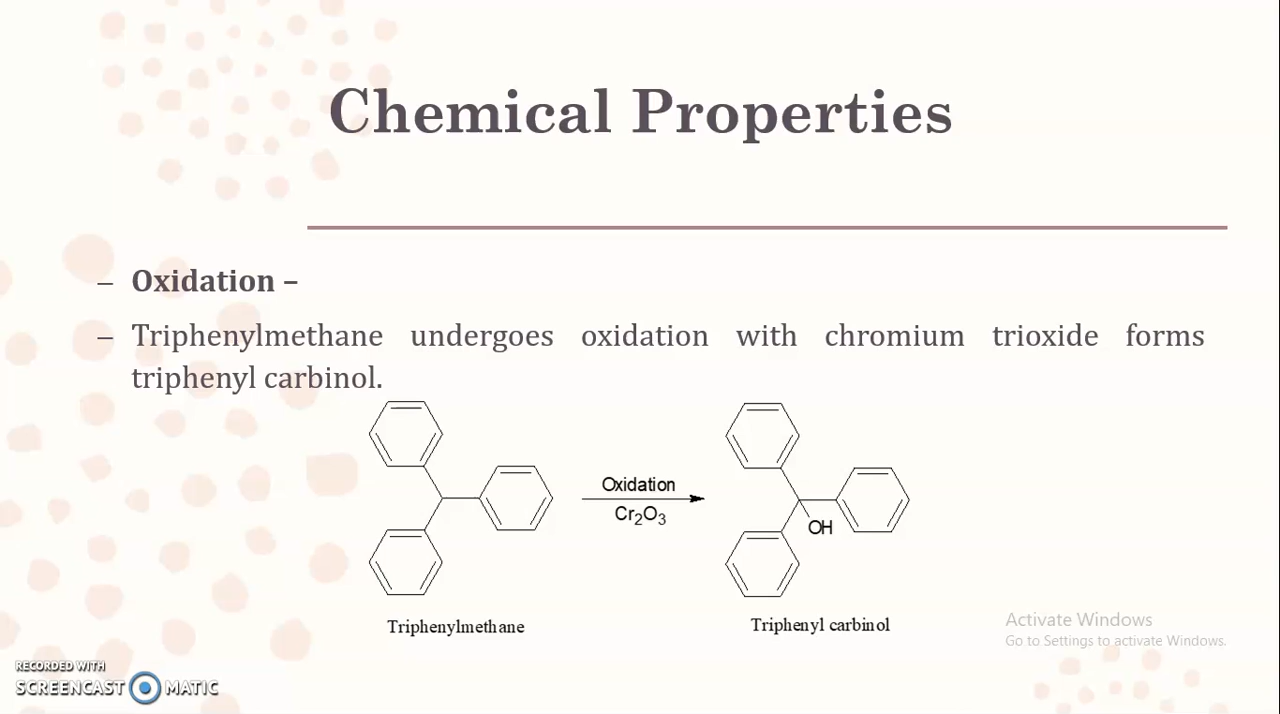 Chemical Properties
– Oxidation –
– Triphenylmethane undergoes oxidation with chromium trioxide forms
triphenyl carbinol.
Oxidation
Cr₂O₃
OH
Triphenylmethane
Triphenyl carbinol
Activate Windows
Go to Settings to activate Windows.
RECORDED WITH
SCREENCAST MATIC